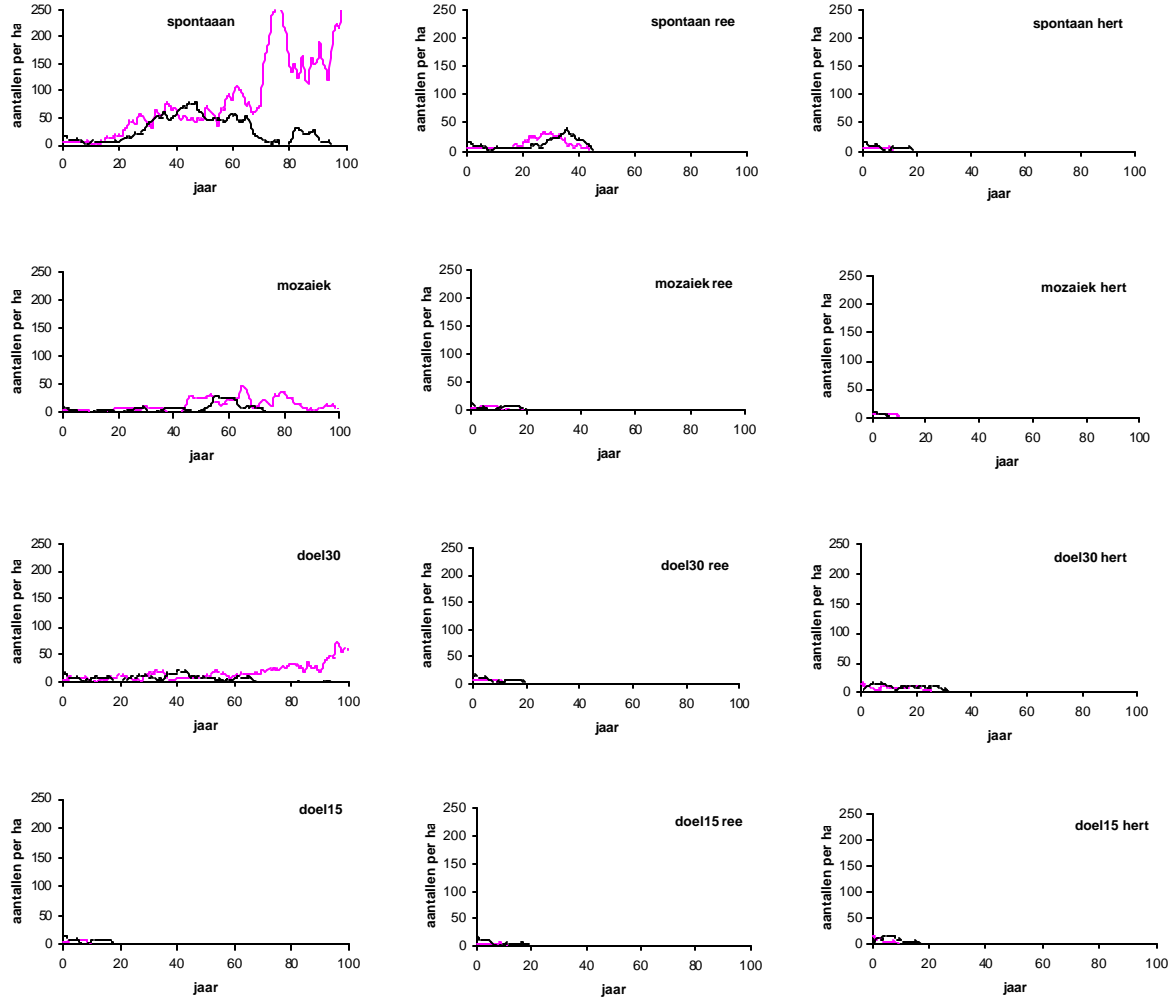 spontaaan
aantallen per ha
250
200
150
100
50
0
0 20 40 60 80 100
jaar
spontaan ree
aantallen per ha
250
200
150
100
50
0
0 20 40 60 80 100
jaar
spontaan hert
aantallen per ha
250
200
150
100
50
0
0 20 40 60 80 100
jaar
mozaiek
aantallen per ha
250
200
150
100
50
0
0 20 40 60 80 100
jaar
mozaiek ree
aantallen per ha
250
200
150
100
50
0
0 20 40 60 80 100
jaar
mozaiek hert
aantallen per ha
250
200
150
100
50
0
0 20 40 60 80 100
jaar
doel30
aantallen per ha
250
200
150
100
50
0
0 20 40 60 80 100
jaar
doel30 ree
aantallen per ha
250
200
150
100
50
0
0 20 40 60 80 100
jaar
doel30 hert
aantallen per ha
250
200
150
100
50
0
0 20 40 60 80 100
jaar
doel15
aantallen per ha
250
200
150
100
50
0
0 20 40 60 80 100
jaar
doel15 ree
aantallen per ha
250
200
150
100
50
0
0 20 40 60 80 100
jaar
doel15 hert
aantallen per ha
250
200
150
100
50
0
0 20 40 60 80 100
jaar